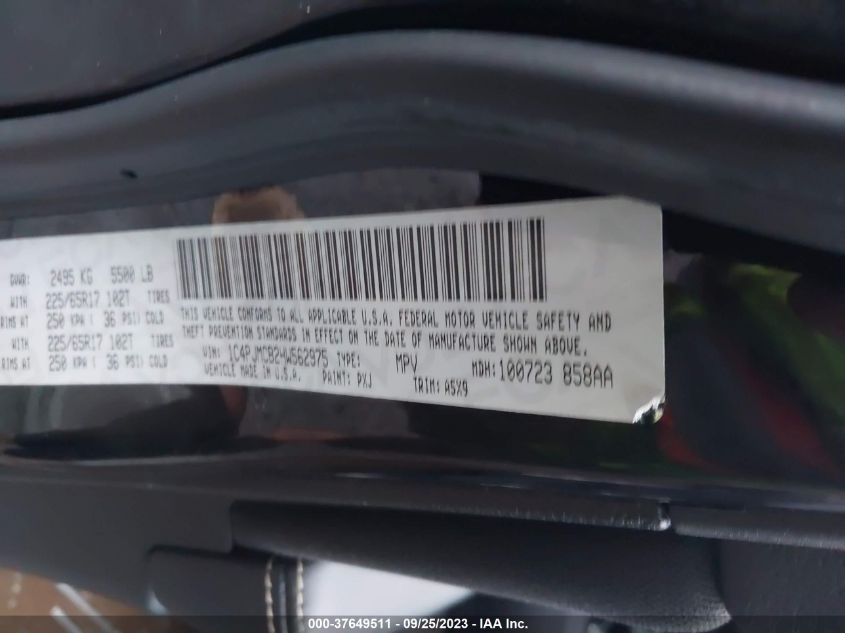 GVWR: 2495 KG 5500 LB
WITH 225/65R17 102T TIRES
RIMS AT 250 KPA ( 36 PSI) COLD
WITH 225/65R17 102T TIRES
RIMS AT 250 KPA ( 36 PSI) COLD
THIS VEHICLE CONFORMS TO ALL APPLICABLE U.S.A. FEDERAL MOTOR VEHICLE SAFETY AND
THEFT PREVENTION STANDARDS IN EFFECT ON THE DATE OF MANUFACTURE SHOWN ABOVE.
VIN: 1C4PJMCB2HW562975 TYPE: MPV MDH: 100723 858AA
VEHICLE MADE IN U.S.A. PAINT: PXJ TRIM: A5X9
000-37649511 - 09/25/2023 - IAA Inc.